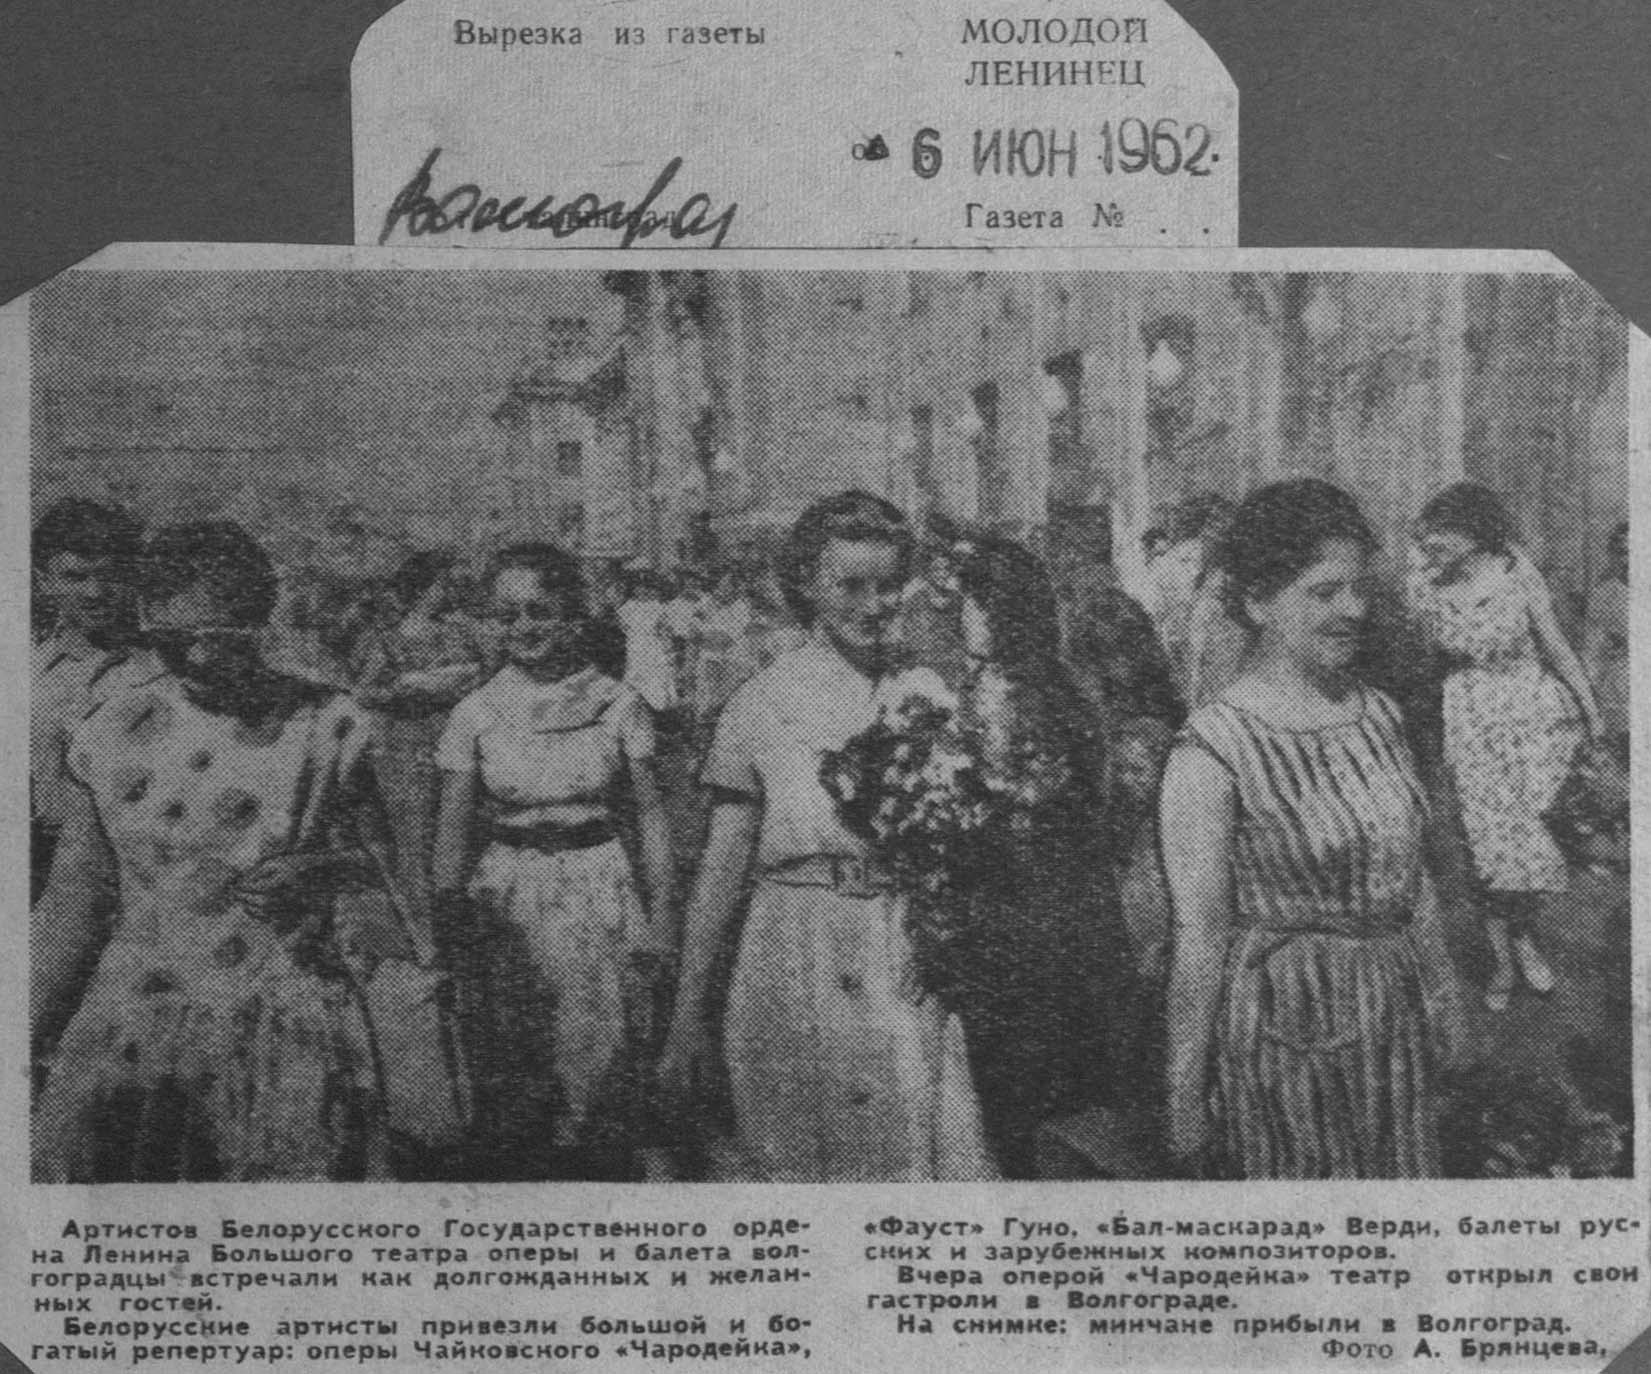 Вырезка из газеты
МОЛОДОЙ
ЛЕНИНЕЦ
от 6 ИЮН 1962
Волгоград
Газета № . .
Артистов Белорусского Государственного орде-
на Ленина Большого театра оперы и балета вол-
гоградцы встречали как долгожданных и желан-
ных гостей.
Белорусские артисты привезли большой и бо-
гатый репертуар: оперы Чайковского «Чародейка»,
«Фауст» Гуно, «Бал-маскарад» Верди, балеты рус-
ских и зарубежных композиторов.
Вчера оперой «Чародейка» театр открыл свои
гастроли в Волгограде.
На снимке: минчане прибыли в Волгоград.
Фото А. Брянцева.